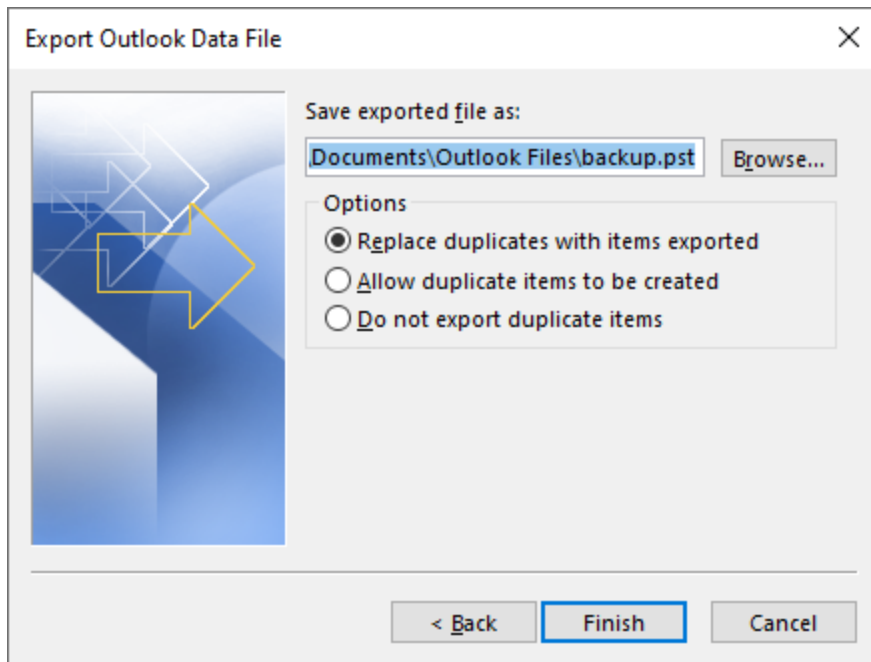 Export Outlook Data File
Save exported file as:
\Documents\Outlook Files\backup.pst
Browse...
Options
Replace duplicates with items exported
Allow duplicate items to be created
Do not export duplicate items
< Back
Finish
Cancel